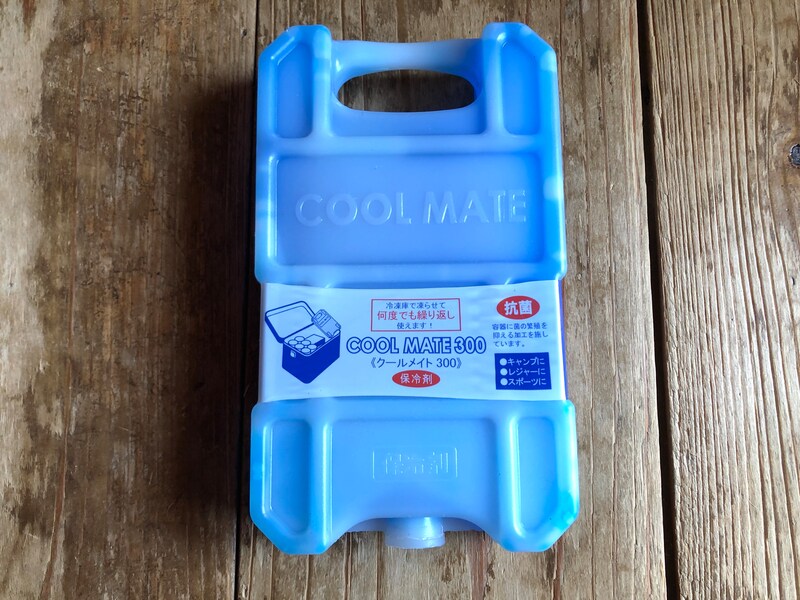 COOL MATE
冷凍庫で凍らせて
何度でも繰り返し
使えます!
COOL MATE 300
《クールメイト 300》
保冷剤
抗菌
容器に菌の繁殖を
抑える加工を施し
ています。
●キャンプに
●レジャーに
●スポーツに
保冷剤